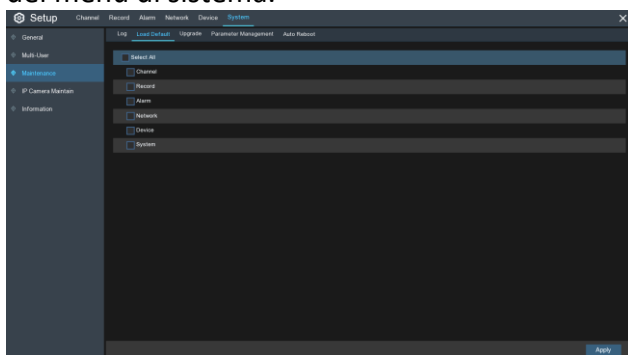 del menu di sistema.
Setup Channel Record Alarm Network Device System X
General
Multi-User
Maintenance
IP Camera Maintain
Information
Log Load Default Upgrade Parameter Management Auto Reboot
Select All
Channel
Record
Alarm
Network
Device
System
Apply